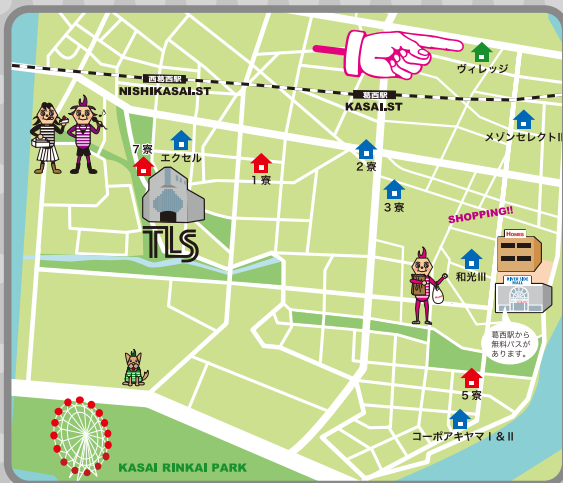 ヴィレッジ
西葛西駅
NISHIKASAI.ST
葛西駅
KASAI.ST
メゾンセレクトII
7寮
エクセル
1寮
2寮
3寮
SHOPPING!!
TLS
Homes
和光III
RIVERSIDE
MALL
葛西駅から
無料バスが
あります。
5寮
コーポアキヤマI&II
KASAI RINKAI PARK